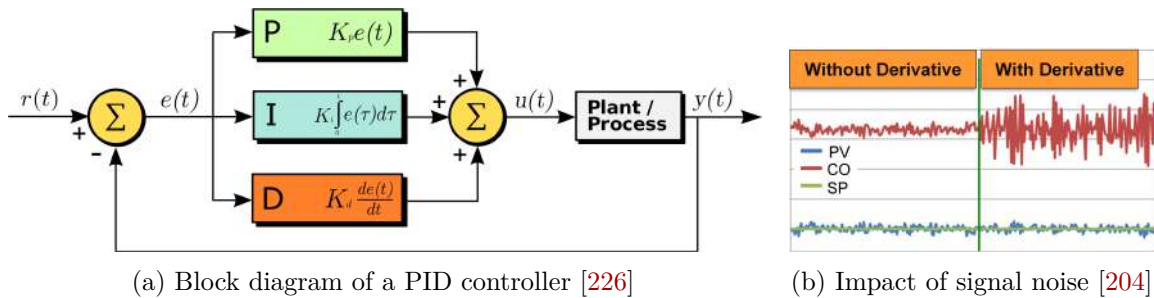 P K_p e(t)
r(t) e(t) u(t) y(t)
Σ Σ
I K_i ∫_0^t e(τ)dτ
Plant /
Process
D K_d de(t)/dt
+ - + + +
(a) Block diagram of a PID controller [226]
Without Derivative
With Derivative
PV
CO
SP
(b) Impact of signal noise [204]